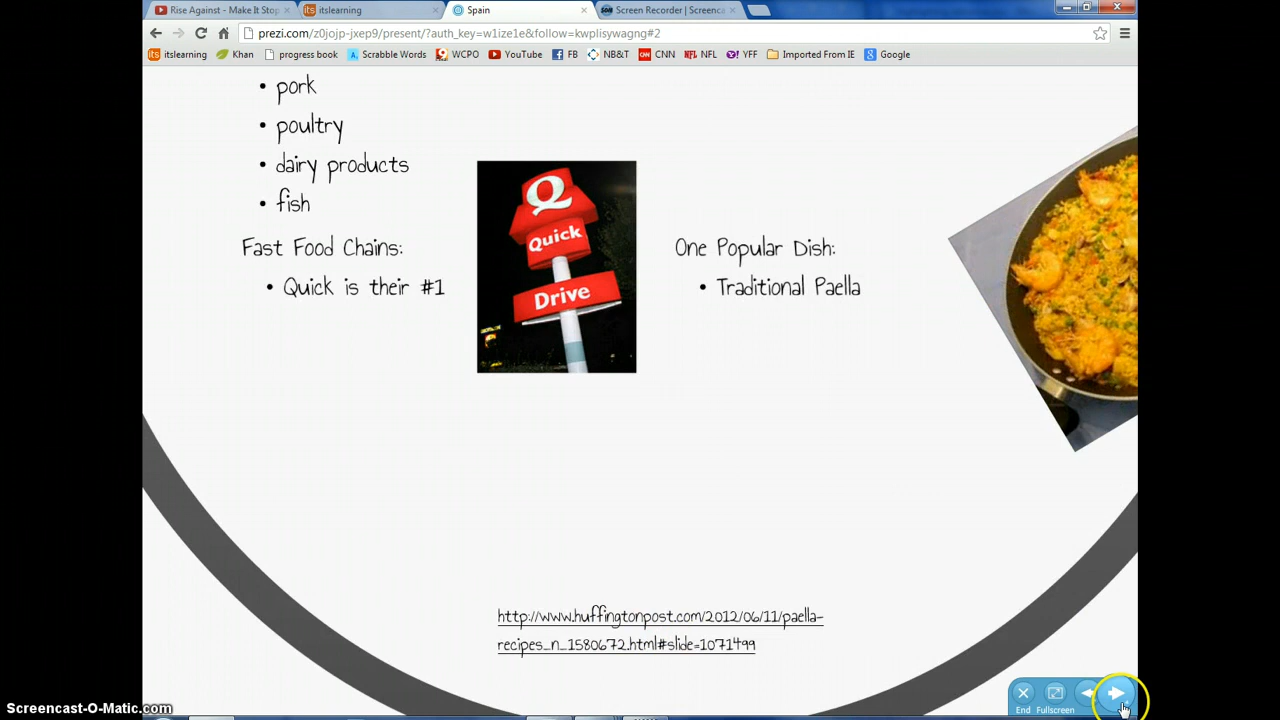 Rise Against - Make It Stop
itslearning
Spain
Screen Recorder | Screenca
prezi.com/z0jojp-jxep9/present/?auth_key=w1ize1e&follow=kwplisywagng#2
its itslearning
Khan
progress book
Scrabble Words
WCPO
YouTube
FB
NB&T
CNN
NFL NFL
Y! YFF
Imported From IE
8 Google
• pork
• poultry
• dairy products
• fish
Fast Food Chains:
• Quick is their #1
Q
Quick
Drive
One Popular Dish:
• Traditional Paella
http://www.huffingtonpost.com/2012/06/11/paella-
recipes_n_1580672.html#slide=1071499
End
Fullscreen
Screencast-O-Matic.com